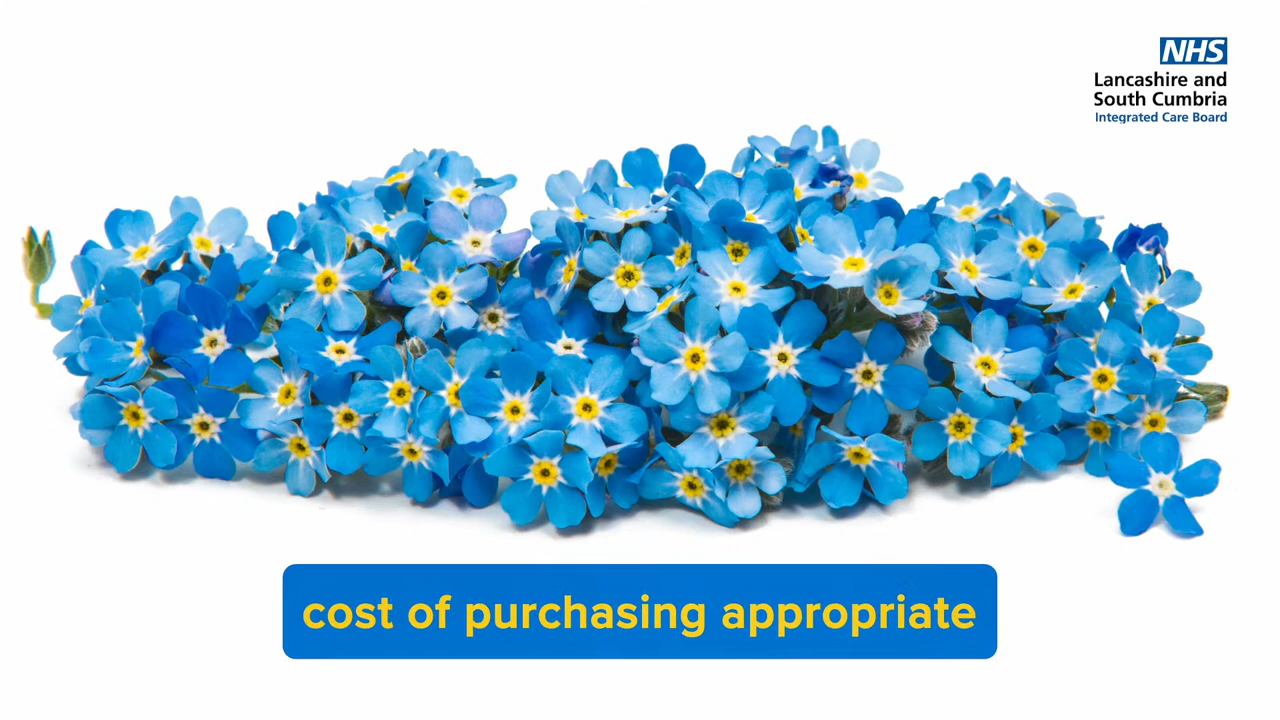 NHS
Lancashire and
South Cumbria
Integrated Care Board
cost of purchasing appropriate